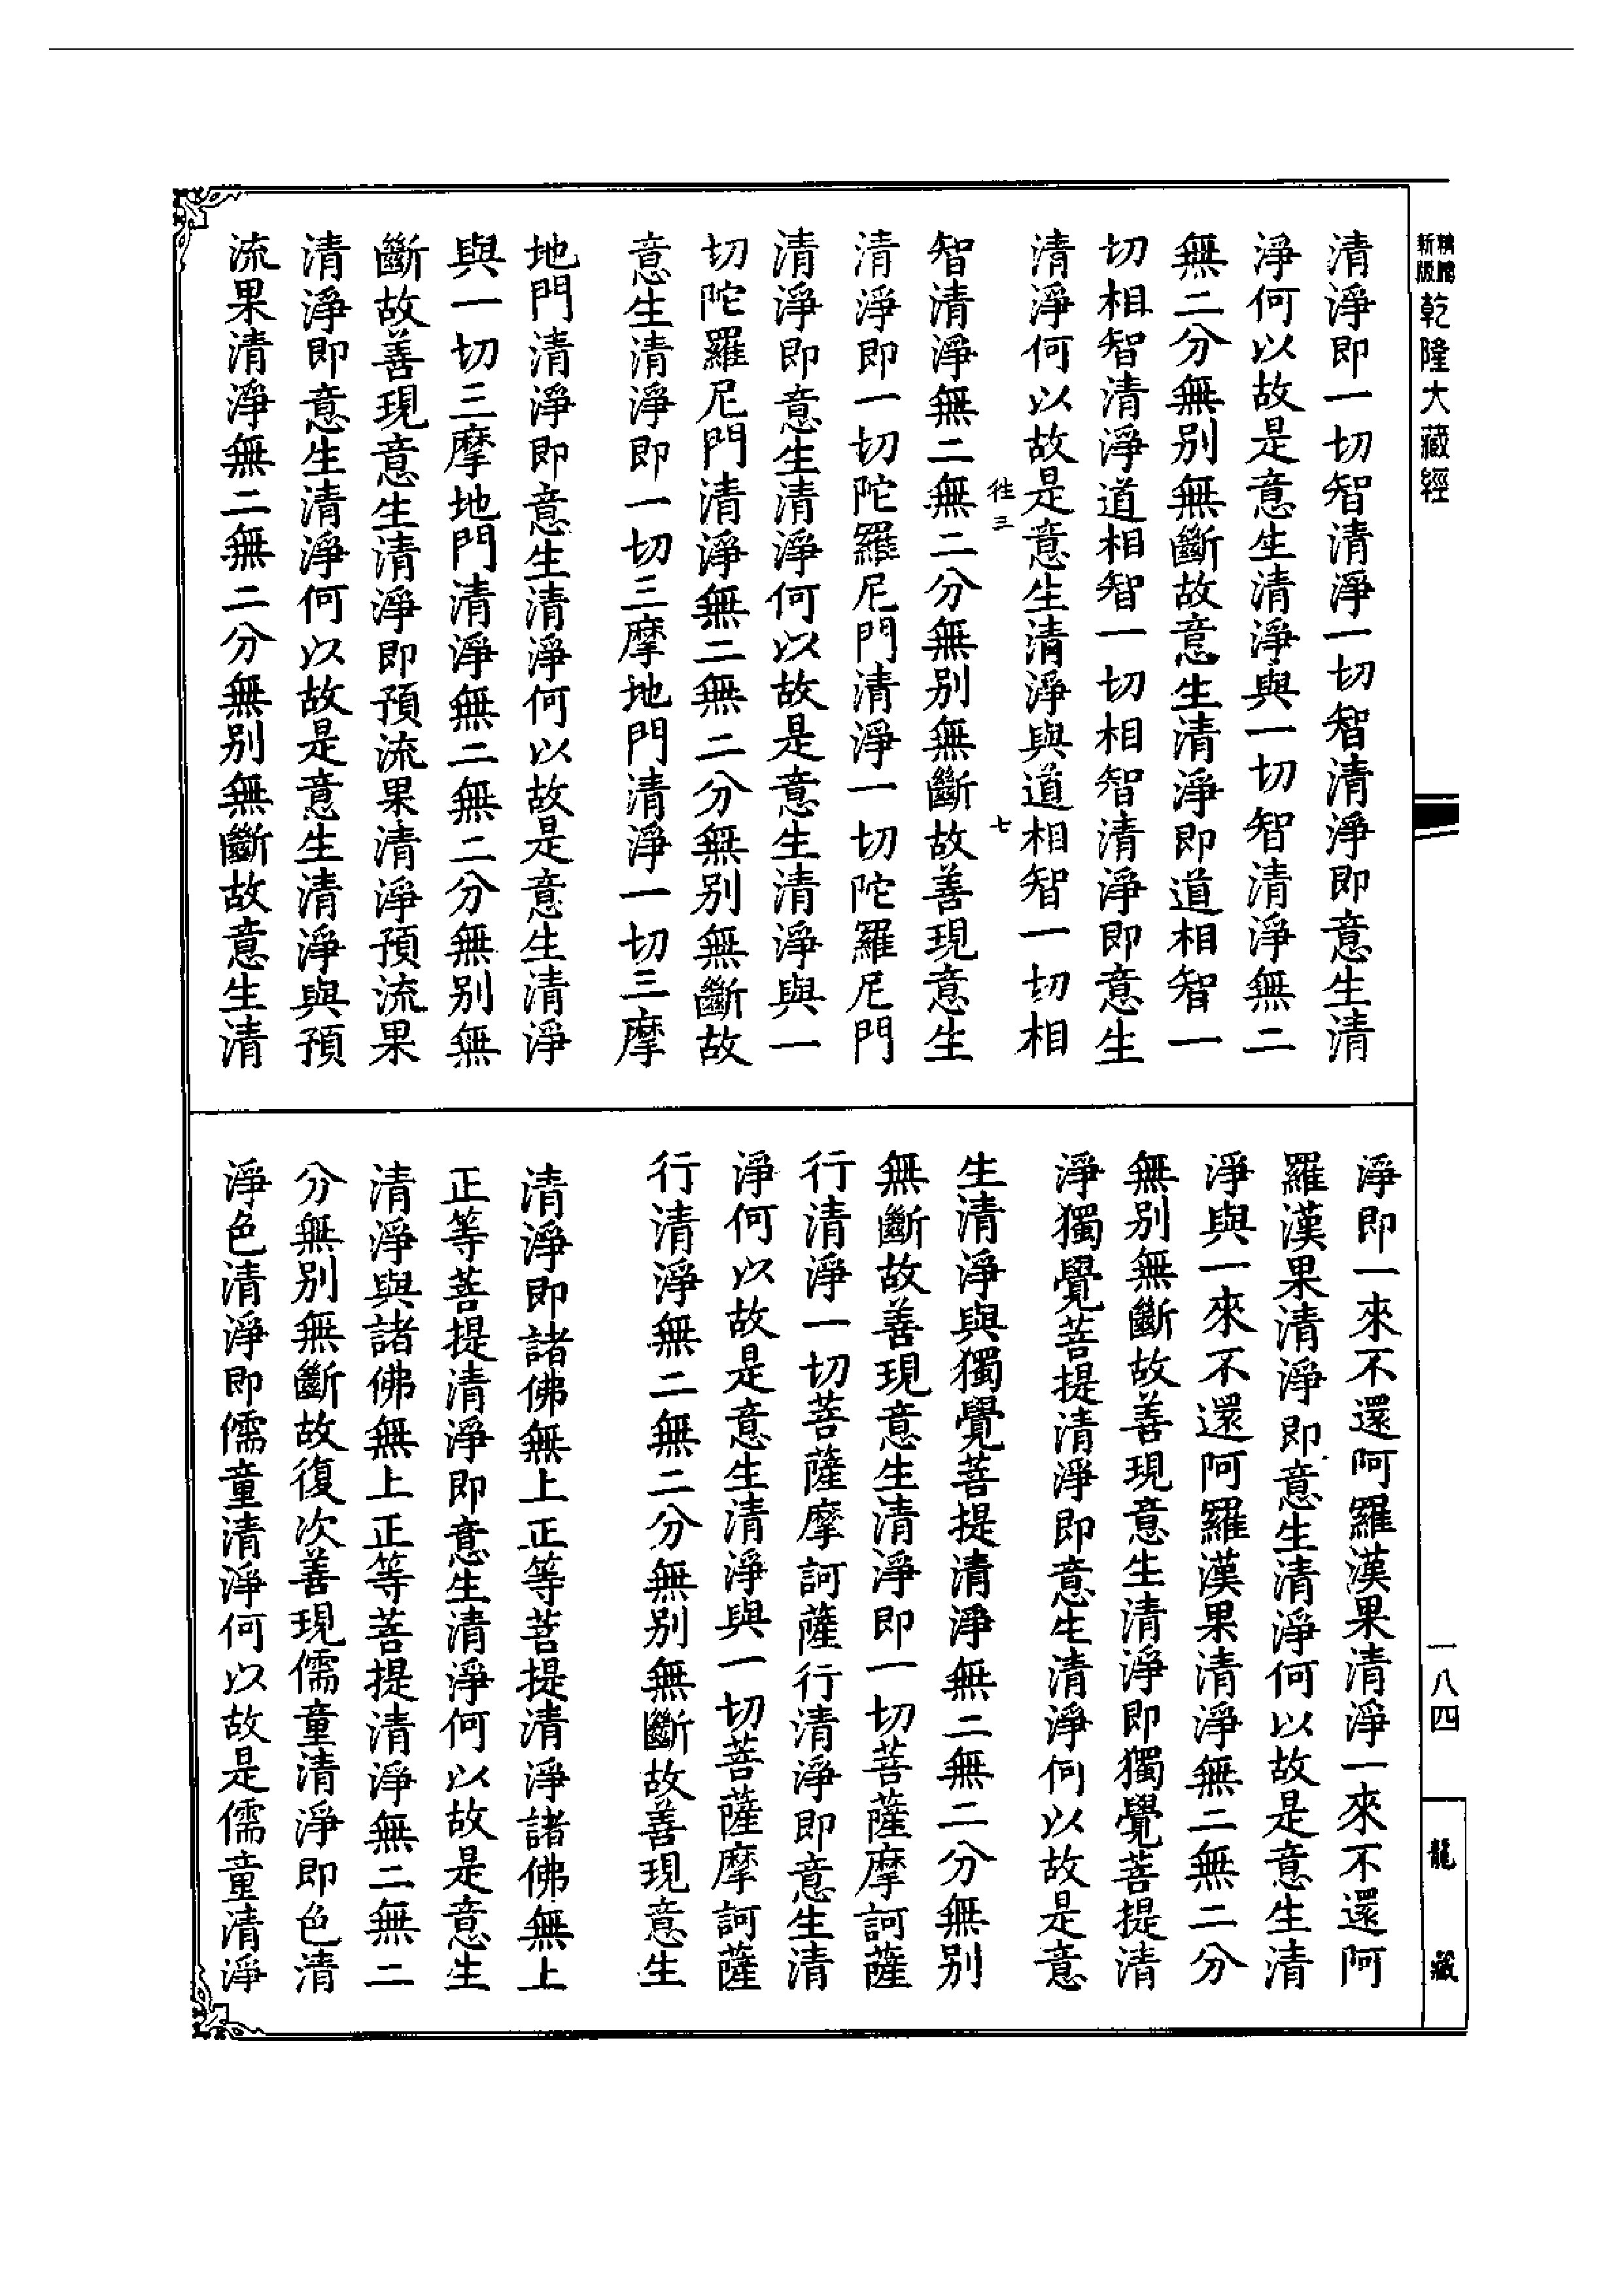 新版
乾隆大藏經
清淨即一切智清淨一切智清淨即意生清
淨何以故是意生清淨與一切智清淨無二
無二分無別無斷故意生清淨即道相智一
切相智清淨道相智一切相智清淨即意生
清淨何以故是意生清淨與道相智一切相
徃三 七
智清淨無二無二分無別無斷故善現意生
清淨即一切陀羅尼門清淨一切陀羅尼門
清淨即意生清淨何以故是意生清淨與一
切陀羅尼門清淨無二無二分無別無斷故
意生清淨即一切三摩地門清淨一切三摩
地門清淨即意生清淨何以故是意生清淨
與一切三摩地門清淨無二無二分無別無
斷故善現意生清淨即預流果清淨預流果
清淨即意生清淨何以故是意生清淨與預
流果清淨無二無二分無別無斷故意生清
淨即一來不還阿羅漢果清淨一來不還阿
羅漢果清淨即意生清淨何以故是意生清
淨與一來不還阿羅漢果清淨無二無二分
無別無斷故善現意生清淨即獨覺菩提清
淨獨覺菩提清淨即意生清淨何以故是意
生清淨與獨覺菩提清淨無二無二分無別
無斷故善現意生清淨即一切菩薩摩訶薩
行清淨一切菩薩摩訶薩行清淨即意生清
淨何以故是意生清淨與一切菩薩摩訶薩
行清淨無二無二分無別無斷故善現意生
清淨即諸佛無上正等菩提清淨諸佛無上
正等菩提清淨即意生清淨何以故是意生
清淨與諸佛無上正等菩提清淨無二無二
分無別無斷故復次善現儒童清淨即色清
淨色清淨即儒童清淨何以故是儒童清淨
一八四
龍藏